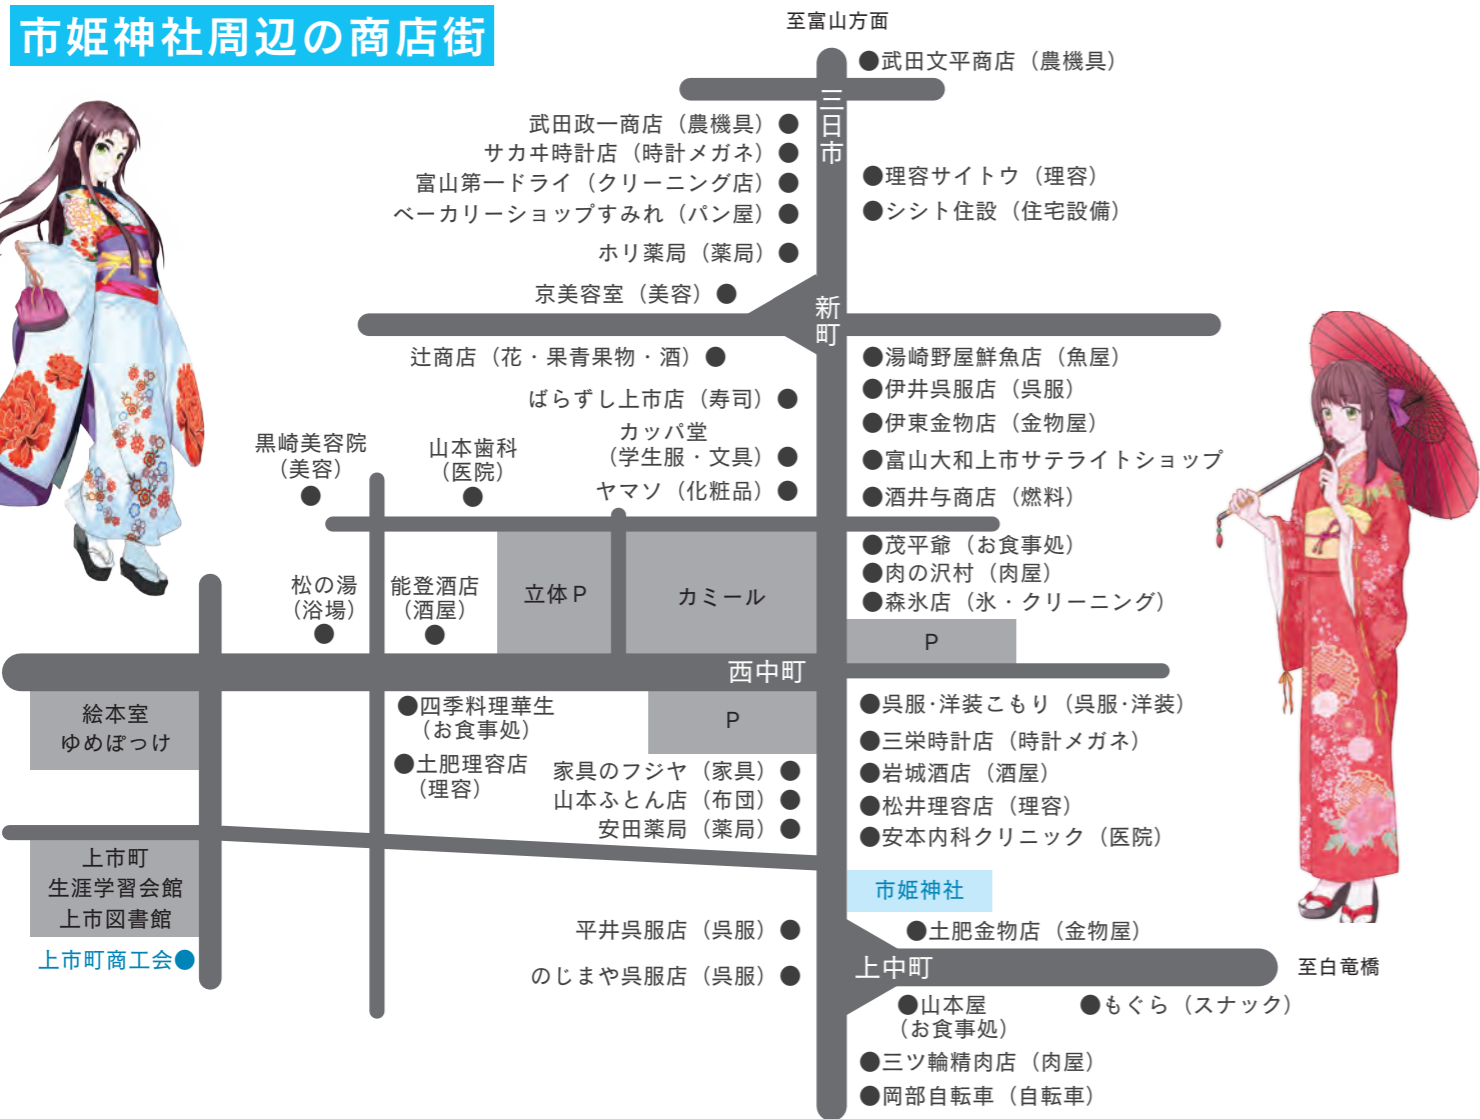 市姫神社周辺の商店街
至富山方面
●武田文平商店（農機具）
三日市
武田政一商店（農機具）●
サカヰ時計店（時計メガネ）●
富山第一ドライ（クリーニング店）●
ベーカリーショップすみれ（パン屋）●
ホリ薬局（薬局）●
京美容室（美容）●
●理容サイトウ（理容）
●シシト住設（住宅設備）
新町
辻商店（花・果青果物・酒）●
ばらずし上市店（寿司）●
カッパ堂
（学生服・文具）●
ヤマソ（化粧品）●
●湯崎野屋鮮魚店（魚屋）
●伊井呉服店（呉服）
●伊東金物店（金物屋）
●富山大和上市サテライトショップ
●酒井与商店（燃料）
黒崎美容院
（美容）
●
山本歯科
（医院）
●
松の湯
（浴場）
●
能登酒店
（酒屋）
●
立体P
カミール
●茂平爺（お食事処）
●肉の沢村（肉屋）
●森氷店（氷・クリーニング）
P
西中町
絵本室
ゆめぽっけ
●四季料理華生
（お食事処）
●土肥理容店
（理容）
P
家具のフジヤ（家具）●
山本ふとん店（布団）●
安田薬局（薬局）●
●呉服･洋装こもり（呉服･洋装）
●三栄時計店（時計メガネ）
●岩城酒店（酒屋）
●松井理容店（理容）
●安本内科クリニック（医院）
上市町
生涯学習会館
上市図書館
上市町商工会●
市姫神社
平井呉服店（呉服）●
のじまや呉服店（呉服）●
●土肥金物店（金物屋）
上中町
至白竜橋
●山本屋
（お食事処）
●もぐら（スナック）
●三ツ輪精肉店（肉屋）
●岡部自転車（自転車）